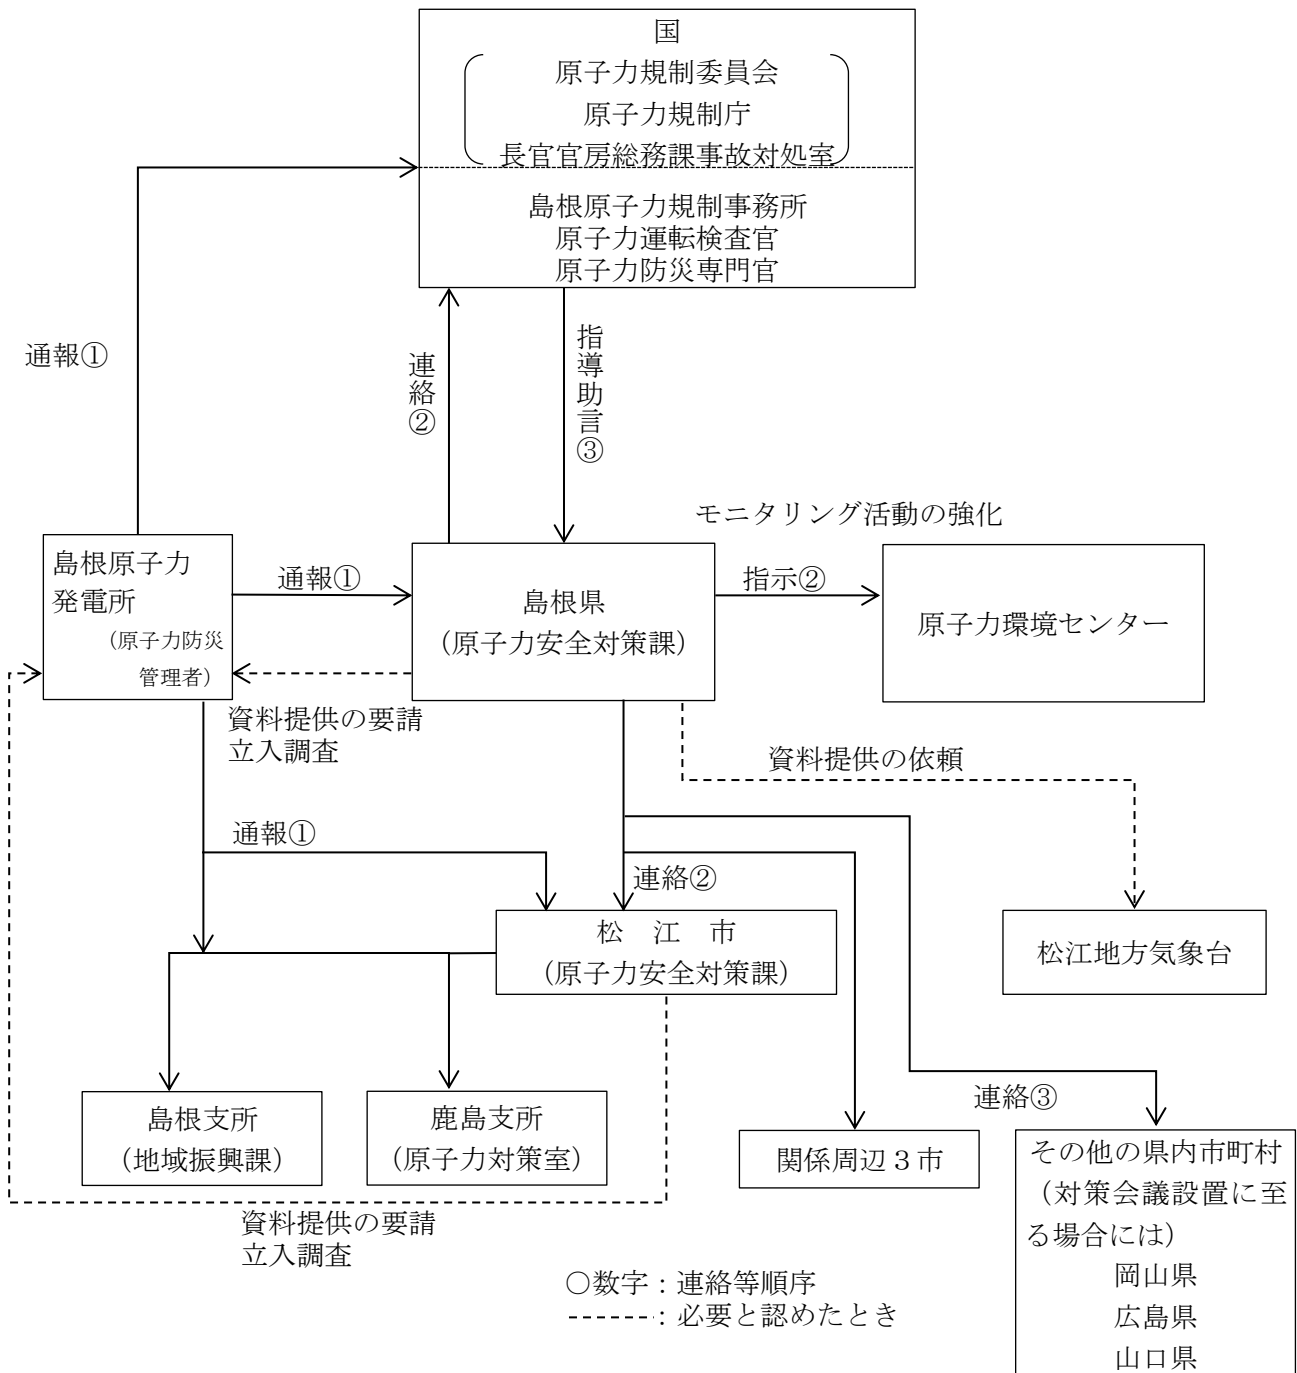 国
原子力規制委員会
原子力規制庁
長官官房総務課事故対処室
島根原子力規制事務所
原子力運転検査官
原子力防災専門官
通報①
連絡②
指導助言③
モニタリング活動の強化
島根原子力
発電所
(原子力防災
管理者)
通報①
島根県
(原子力安全対策課)
指示②
原子力環境センター
資料提供の要請
立入調査
資料提供の依頼
通報①
連絡②
松　江　市
(原子力安全対策課)
松江地方気象台
連絡③
島根支所
(地域振興課)
鹿島支所
(原子力対策室)
関係周辺３市
その他の県内市町村
（対策会議設置に至
る場合には）
岡山県
広島県
山口県
資料提供の要請
立入調査
○数字：連絡等順序
------：必要と認めたとき